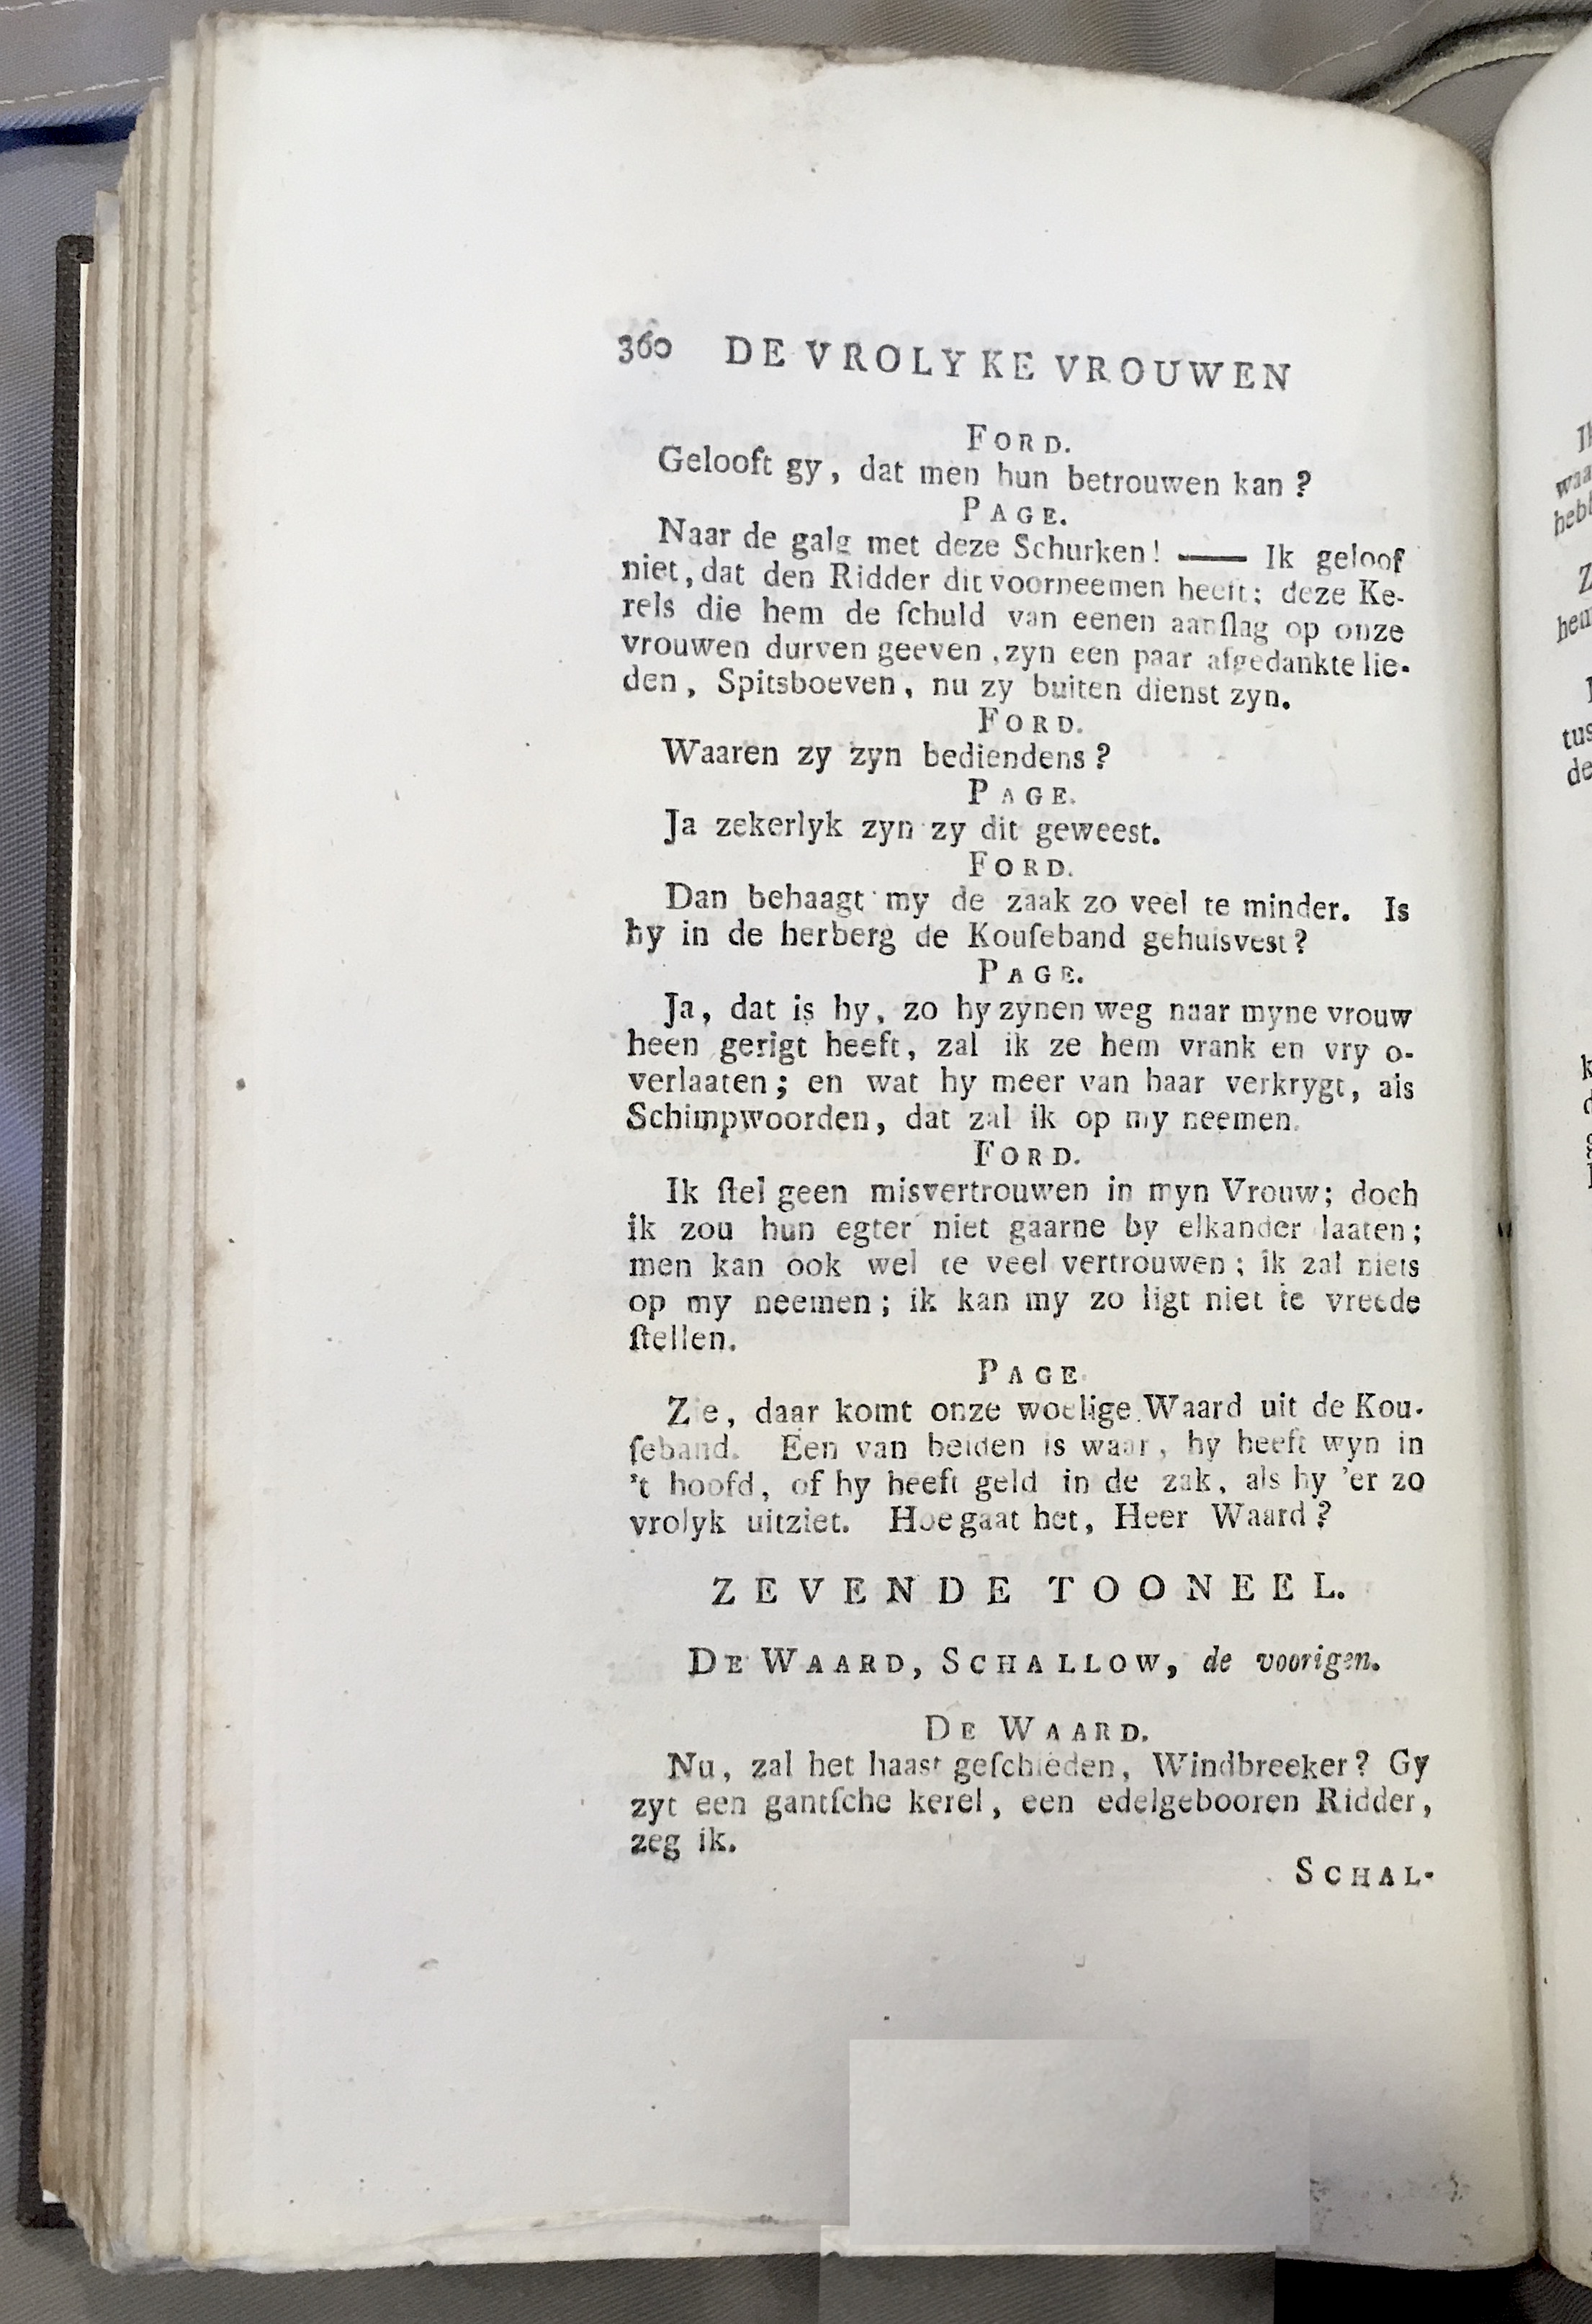 360 DE VROLYKE VROUWEN
FORD.
Gelooft gy, dat men hun betrouwen kan?
PAGE.
Naar de galg met deze Schurken! —— Ik geloof
niet, dat den Ridder dit voorneemen heeft; deze Ke-
rels die hem de ſchuld van eenen aanſlag op onze
vrouwen durven geeven, zyn een paar afgedankte lie-
den, Spitsboeven, nu zy buiten dienst zyn.
FORD.
Waaren zy zyn bediendens?
PAGE.
Ja zekerlyk zyn zy dit geweest.
FORD.
Dan behaagt my de zaak zo veel te minder. Is
hy in de herberg de Kouſeband gehuisvest?
PAGE.
Ja, dat is hy, zo hy zynen weg naar myne vrouw
heen gerigt heeft, zal ik ze hem vrank en vry o-
verlaaten; en wat hy meer van haar verkrygt, als
Schimpwoorden, dat zal ik op my neemen.
FORD.
Ik ſtel geen misvertrouwen in myn Vrouw; doch
ik zou hun egter niet gaarne by elkander laaten;
men kan ook wel te veel vertrouwen; ik zal niets
op my neemen; ik kan my zo ligt niet te vreede
ſtellen.
PAGE.
Zie, daar komt onze woelige Waard uit de Kou-
ſeband. Een van beiden is waar, hy heeft wyn in
't hoofd, of hy heeft geld in de zak, als hy 'er zo
vrolyk uitziet. Hoe gaat het, Heer Waard?
ZEVENDE TOONEEL.
DE WAARD, SCHALLOW, de voorigen.
DE WAARD.
Nu, zal het haast geſchieden, Windbreeker? Gy
zyt een gantſche kerel, een edelgebooren Ridder,
zeg ik.
SCHAL-